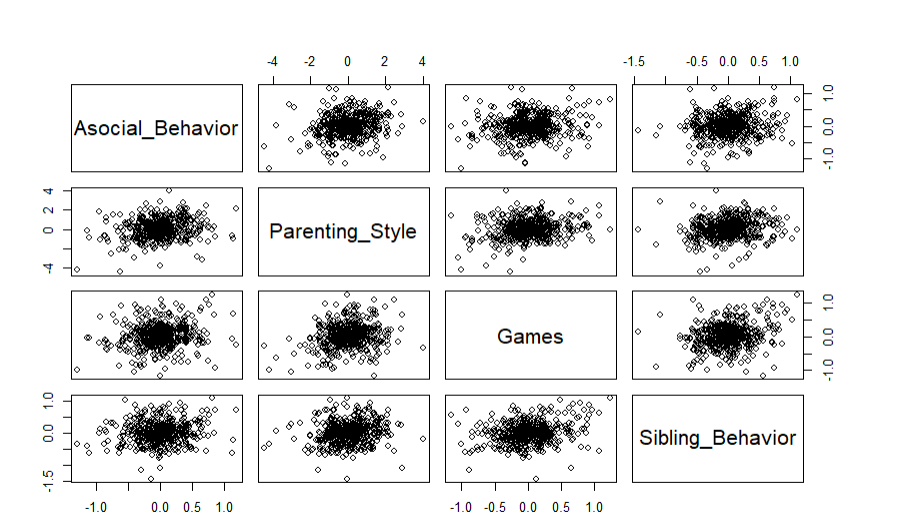 -4 -2 0 2 4 -1.5 -0.5 0.0 0.5 1.0
Asocial_Behavior -1.0 0.0 1.0
-4 0 2 4 Parenting_Style
Games -1.0 0.0 1.0
-1.5 0.0 1.0 Sibling_Behavior
-1.0 0.0 0.5 1.0 -1.0 -0.5 0.0 0.5 1.0